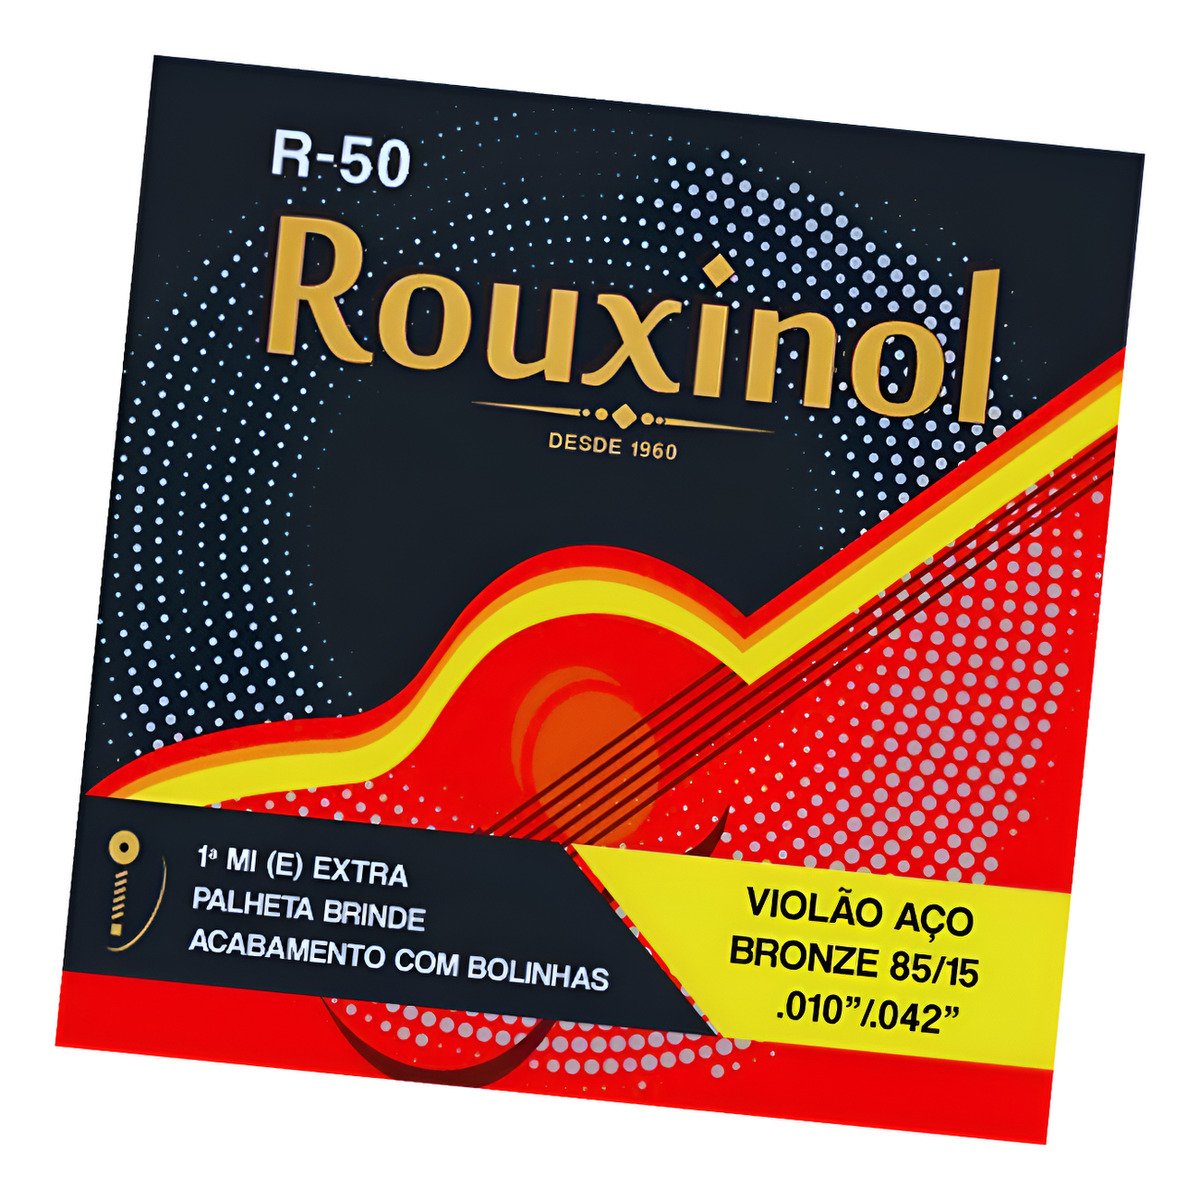 R-50
Rouxinol
DESDE 1960
1ª MI (E) EXTRA
PALHETA BRINDE
ACABAMENTO COM BOLINHAS
VIOLÃO AÇO
BRONZE 85/15
.010”/.042”